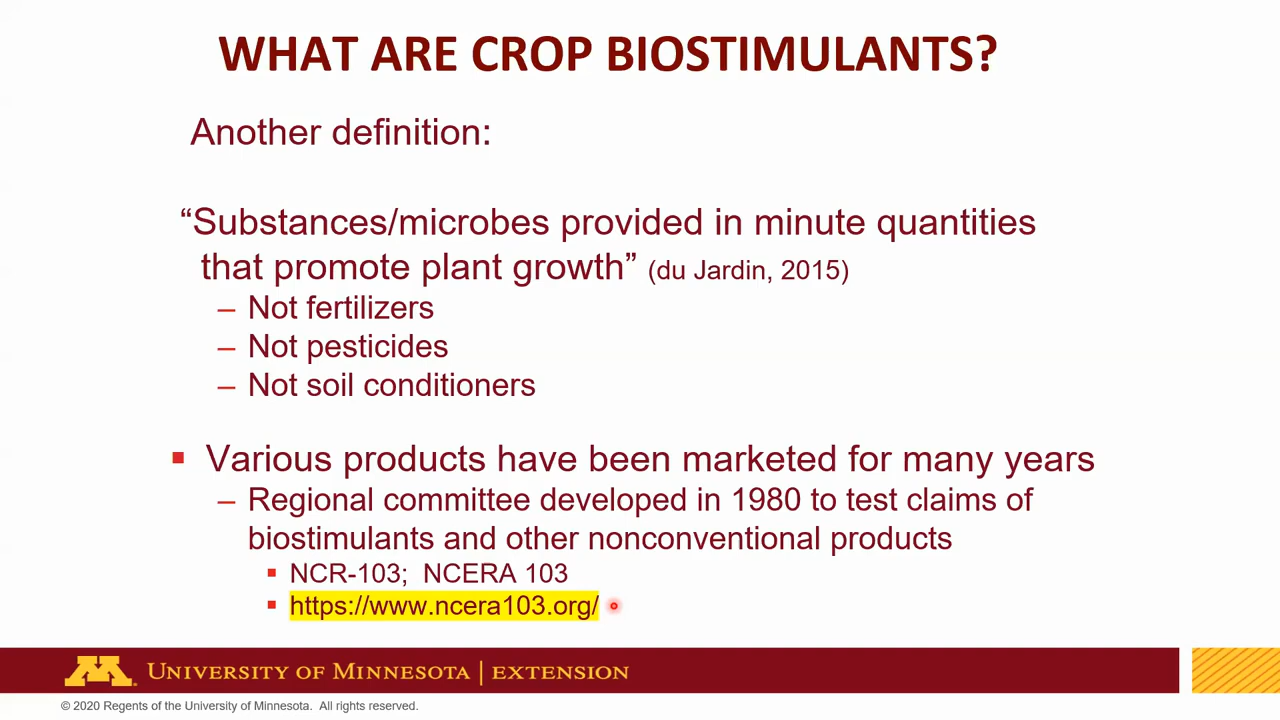 WHAT ARE CROP BIOSTIMULANTS?
Another definition:
“Substances/microbes provided in minute quantities
that promote plant growth” (du Jardin, 2015)
– Not fertilizers
– Not pesticides
– Not soil conditioners
▪ Various products have been marketed for many years
– Regional committee developed in 1980 to test claims of
biostimulants and other nonconventional products
▪ NCR-103; NCERA 103
▪ https://www.ncera103.org/
M UNIVERSITY OF MINNESOTA | EXTENSION
© 2020 Regents of the University of Minnesota. All rights reserved.